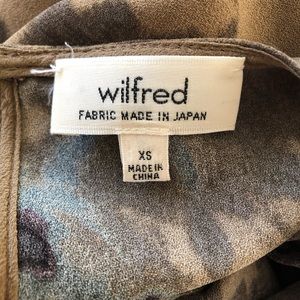 wilfred
FABRIC MADE IN JAPAN
XS
MADE IN
CHINA